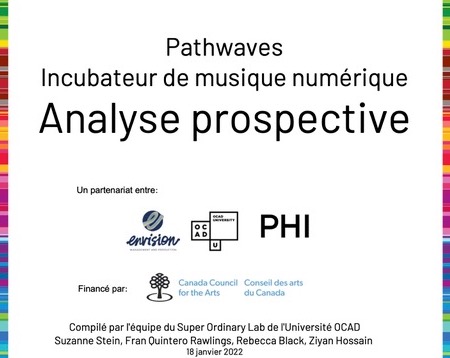 Pathwaves
Incubateur de musique numérique
Analyse prospective
Un partenariat entre:
envision
OCAD
U
OCAD
UNIVERSITY
PHI
Financé par:
Canada Council Conseil des arts
for the Arts du Canada
Compilé par l'équipe du Super Ordinary Lab de l'Université OCAD
Suzanne Stein, Fran Quintero Rawlings, Rebecca Black, Ziyan Hossain
18 janvier 2022